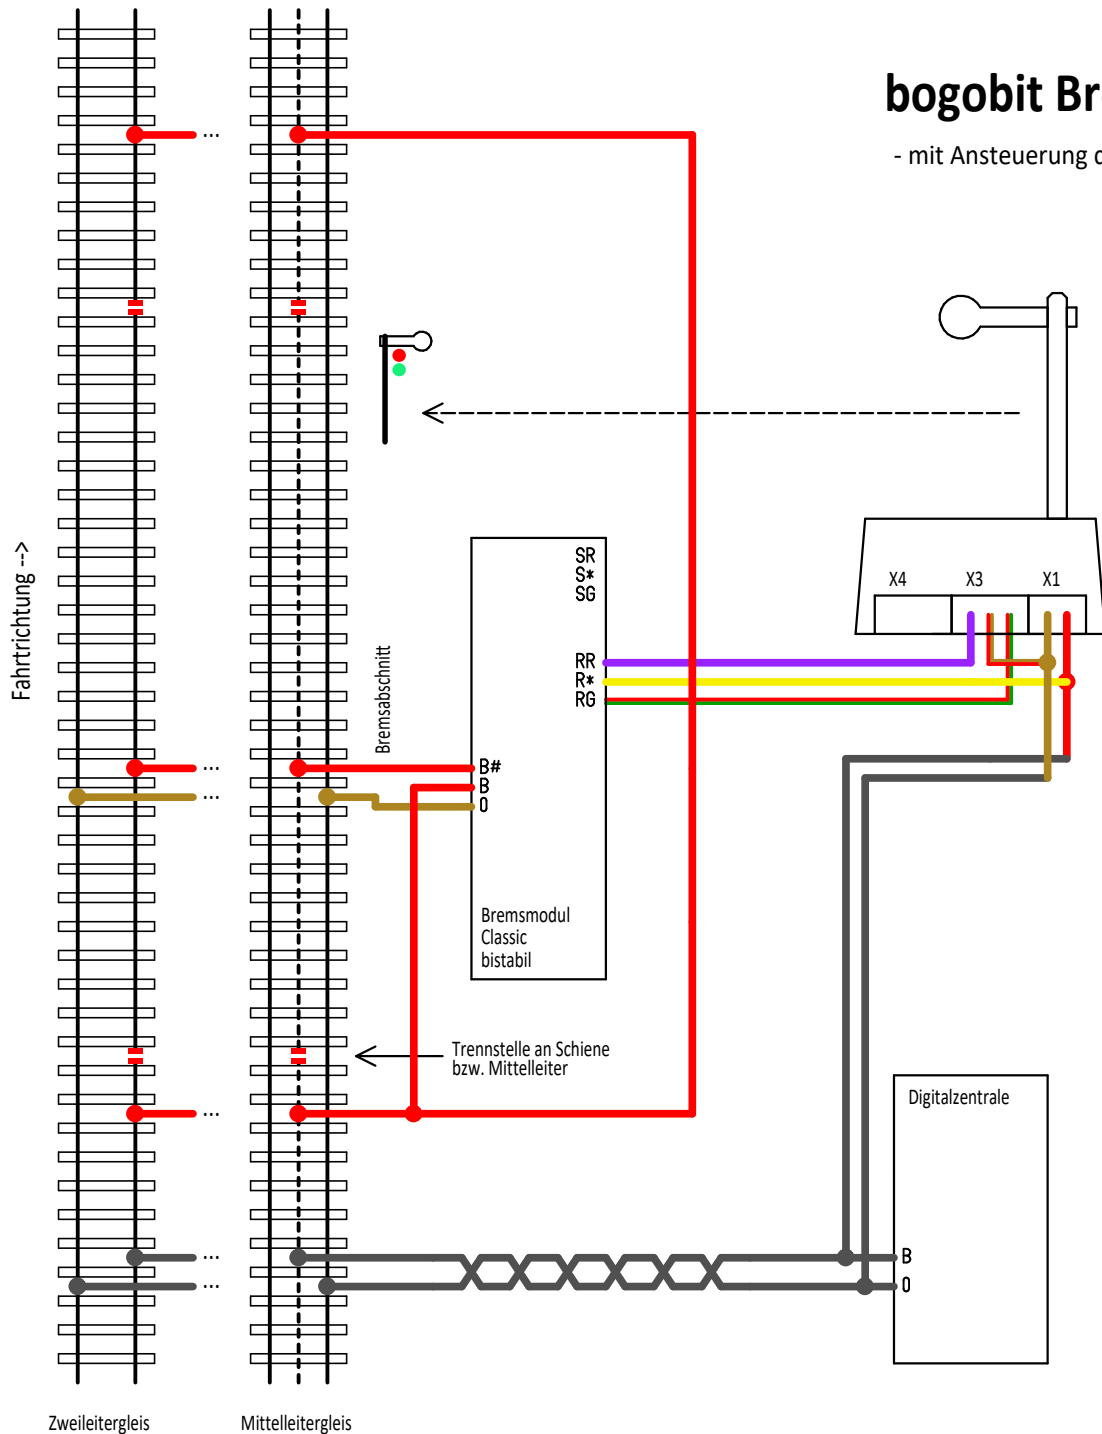 bogobit Br
- mit Ansteuerung d
...
SR
S*
SG
X4 X3 X1
Fahrtrichtung -->
Bremsabschnitt
RR
R*
RG
...
...
B#
B
0
Bremsmodul
Classic
bistabil
Trennstelle an Schiene
bzw. Mittelleiter
Digitalzentrale
...
...
...
B
0
Zweileitergleis Mittelleitergleis